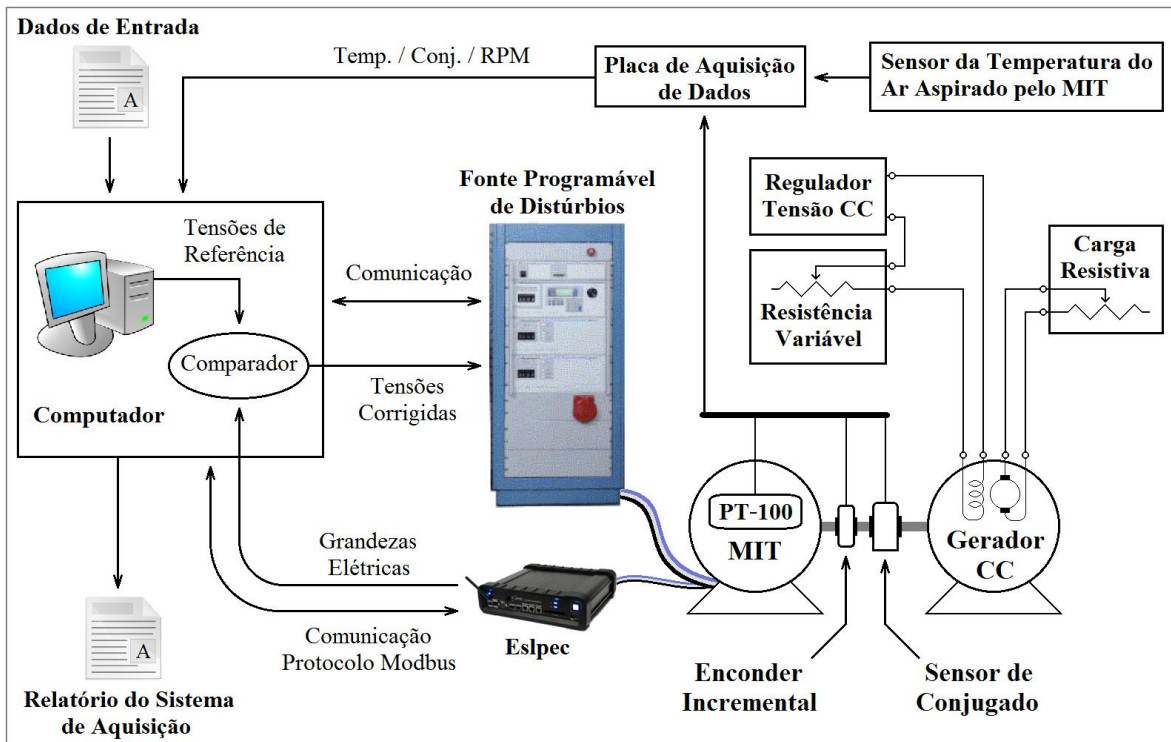 Dados de Entrada
A
Temp. / Conj. / RPM
Placa de Aquisição
de Dados
Sensor da Temperatura do
Ar Aspirado pelo MIT
Fonte Programável
de Distúrbios
Regulador
Tensão CC
Resistência
Variável
Carga
Resistiva
Tensões de
Referência
Comunicação
Comparador
Tensões
Corrigidas
Computador
Grandezas
Elétricas
Comunicação
Protocolo Modbus
Eslpec
PT-100
MIT
Gerador
CC
Enconder
Incremental
Sensor de
Conjugado
A
Relatório do Sistema
de Aquisição